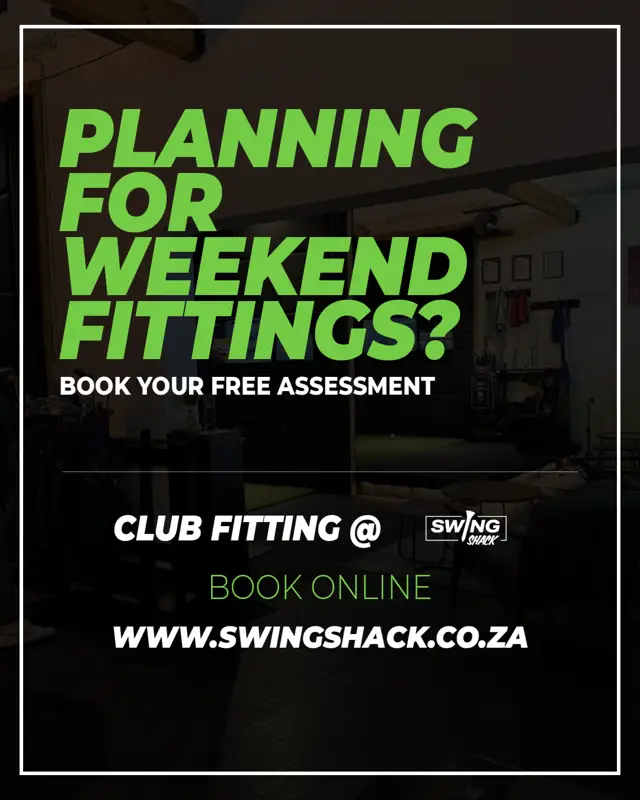 PLANNING
FOR
WEEKEND
FITTINGS?
BOOK YOUR FREE ASSESSMENT
CLUB FITTING @ SWING
SHACK
BOOK ONLINE
WWW.SWINGSHACK.CO.ZA